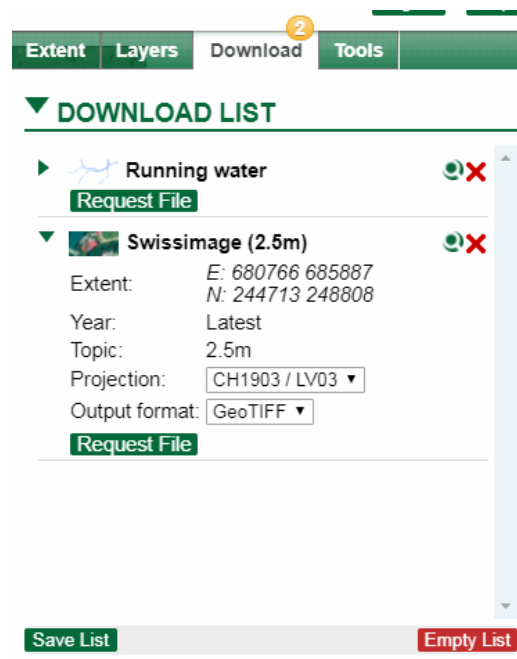 2
Extent Layers Download Tools
DOWNLOAD LIST
Running water
Request File
Swissimage (2.5m)
Extent: E: 680766 685887
N: 244713 248808
Year: Latest
Topic: 2.5m
Projection: CH1903 / LV03
Output format: GeoTIFF
Request File
Save List Empty List